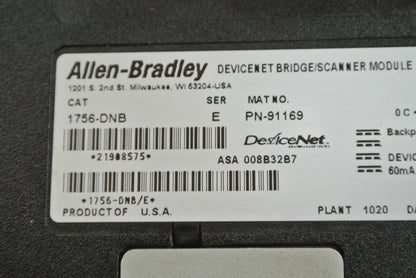 Allen-Bradley DEVICENET BRIDGE/SCANNER MODULE
1201 S. 2nd St. Milwaukee, WI 53204-USA
CAT SER MAT NO.
1756-DNB E PN-91169 0 C
DeviceNet
*21908575* ASA 008B32B7
DEVIC
60mA
*1756-DNB/E*
PRODUCT OF U.S.A. PLANT 1020